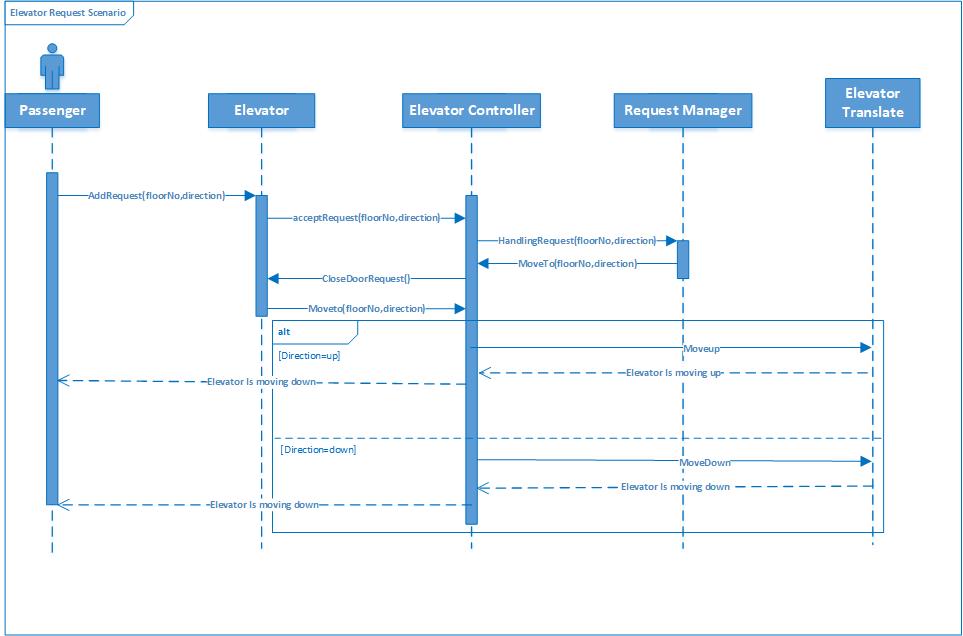 Elevator Request Scenario
Passenger
Elevator
Elevator Controller
Request Manager
Elevator
Translate
AddRequest(floorNo,direction)
acceptRequest(floorNo,direction)
HandlingRequest(floorNo,direction)
MoveTo(floorNo,direction)
CloseDoorRequest()
Moveto(floorNo,direction)
alt
[Direction=up]
Moveup
Elevator Is moving up
Elevator Is moving down
[Direction=down]
MoveDown
Elevator Is moving down
Elevator Is moving down